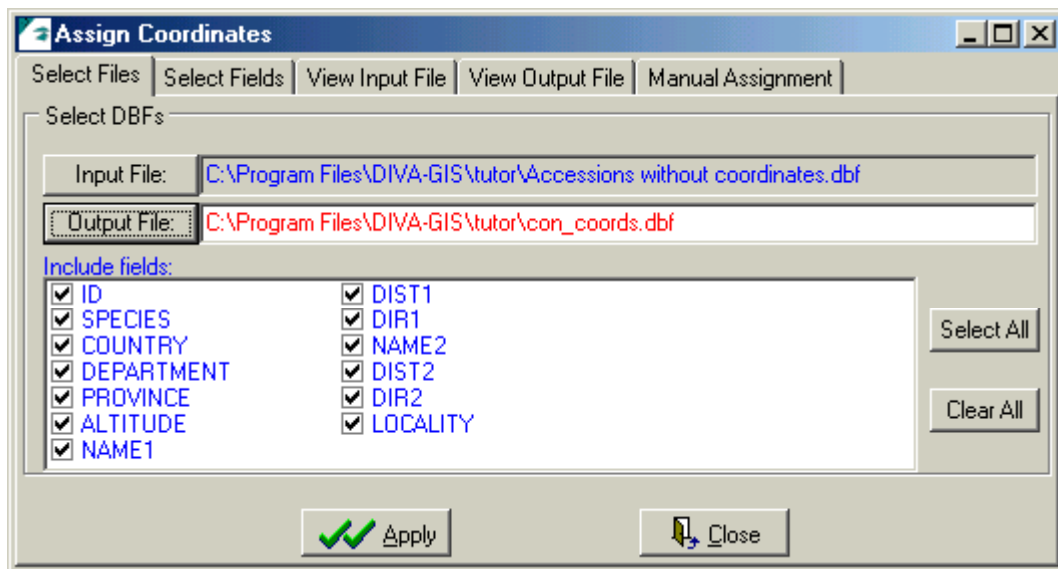 Assign Coordinates
Select Files Select Fields View Input File View Output File Manual Assignment
Select DBFs
Input File: C:\Program Files\DIVA-GIS\tutor\Accessions without coordinates.dbf
Output File: C:\Program Files\DIVA-GIS\tutor\con_coords.dbf
Include fields:
ID DIST1
SPECIES DIR1
COUNTRY NAME2
DEPARTMENT DIST2
PROVINCE DIR2
ALTITUDE LOCALITY
NAME1
Select All
Clear All
Apply Close